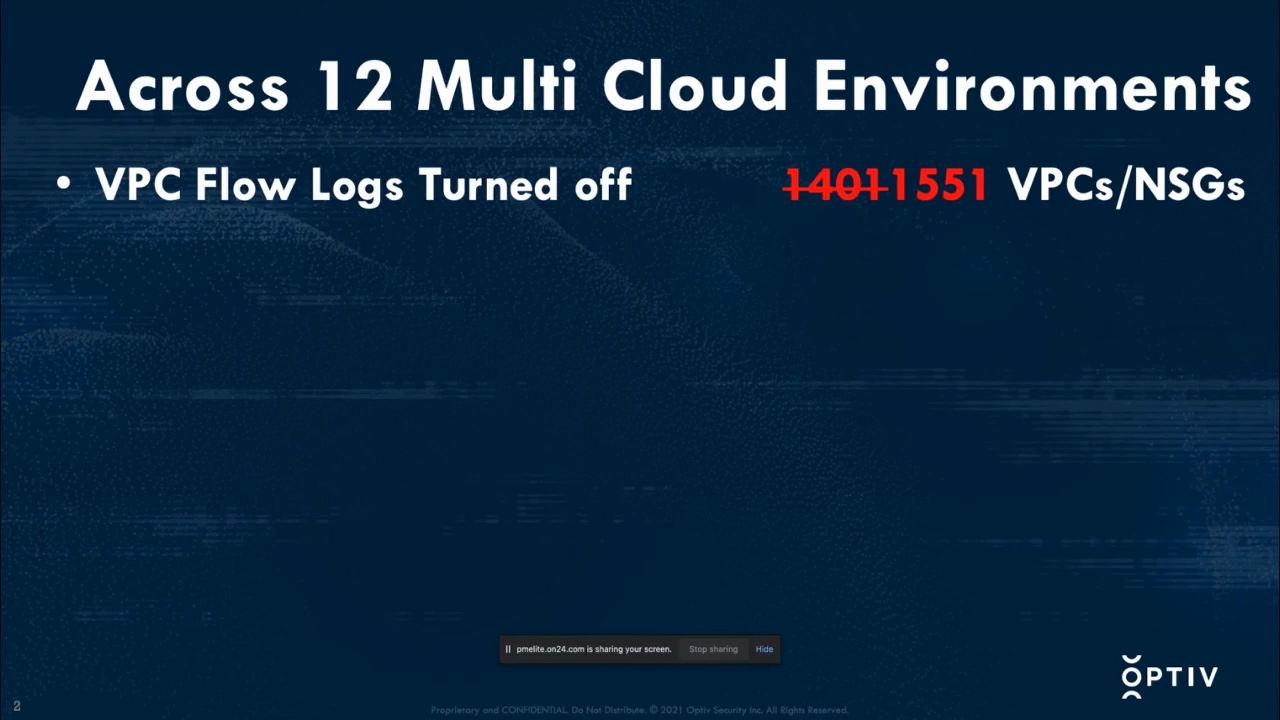 Across 12 Multi Cloud Environments
• VPC Flow Logs Turned off 14011551 VPCs/NSGs
pmelite.on24.com is sharing your screen. Stop sharing Hide
OPTIV
2
Proprietary and CONFIDENTIAL. Do Not Distribute. © 2021 Optiv Security Inc. All Rights Reserved.